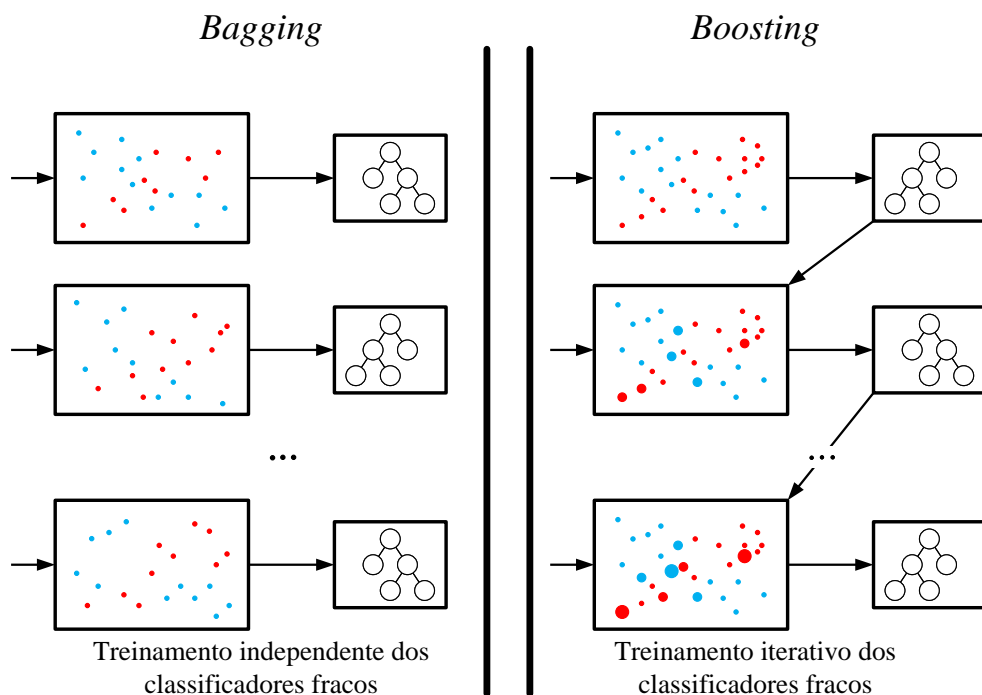 Bagging
Boosting
...
...
Treinamento independente dos
classificadores fracos
Treinamento iterativo dos
classificadores fracos